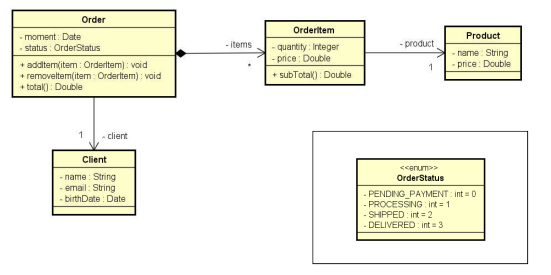 Order
- moment : Date
- status : OrderStatus
+ addItem(item : OrderItem) : void
+ removeItem(item : OrderItem) : void
+ total() : Double
- items
*
OrderItem
- quantity : Integer
- price : Double
+ subTotal() : Double
- product
1
Product
- name : String
- price : Double
1
- client
Client
- name : String
- email : String
- birthDate : Date
<<enum>>
OrderStatus
- PENDING_PAYMENT : int = 0
- PROCESSING : int = 1
- SHIPPED : int = 2
- DELIVERED : int = 3